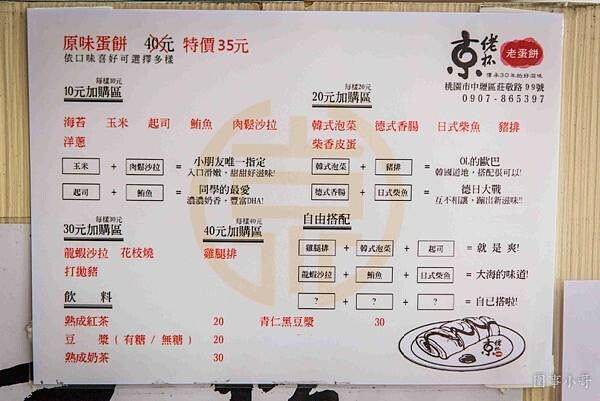 原味蛋餅 40元 特價35元
依口味喜好可選擇多樣
京佬杯 老蛋餅
傳承30年的好滋味
桃園市中壢區莊敬路99號
0907-865397
每樣10元
10元加購區
海苔 玉米 起司 鮪魚 肉鬆沙拉
洋蔥
玉米 + 肉鬆沙拉 = 小朋友唯一指定
入口滑嫩，甜甜好滋味!
起司 + 鮪魚 = 同學的最愛
濃濃奶香，豐富DHA!
每樣20元
20元加購區
韓式泡菜 德式香腸 日式柴魚 豬排
柴香皮蛋
韓式泡菜 + 豬排 = OL的歐巴
韓國道地，搭配很可以!
德式香腸 + 日式柴魚 = 德日大戰
互不相讓，蹦出新滋味!!
每樣30元
30元加購區
龍蝦沙拉 花枝燒
打拋豬
每樣40元
40元加購區
雞腿排
自由搭配
雞腿排 + 韓式泡菜 + 起司 = 就是爽!
龍蝦沙拉 + 鮪魚 + 日式柴魚 = 大海的味道!
? + ? + ? = 自已搭啦!
飲料
熟成紅茶 20
豆漿(有糖/無糖) 20
熟成奶茶 30
青仁黑豆漿 30
京佬杯